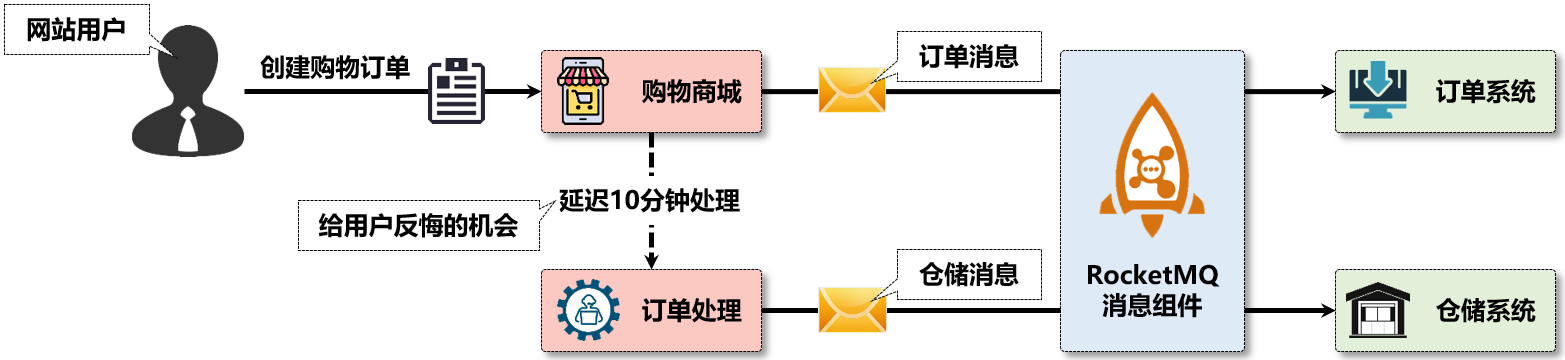 网站用户
创建购物订单
购物商城
订单消息
订单系统
延迟10分钟处理
给用户反悔的机会
订单处理
仓储消息
RocketMQ
消息组件
仓储系统